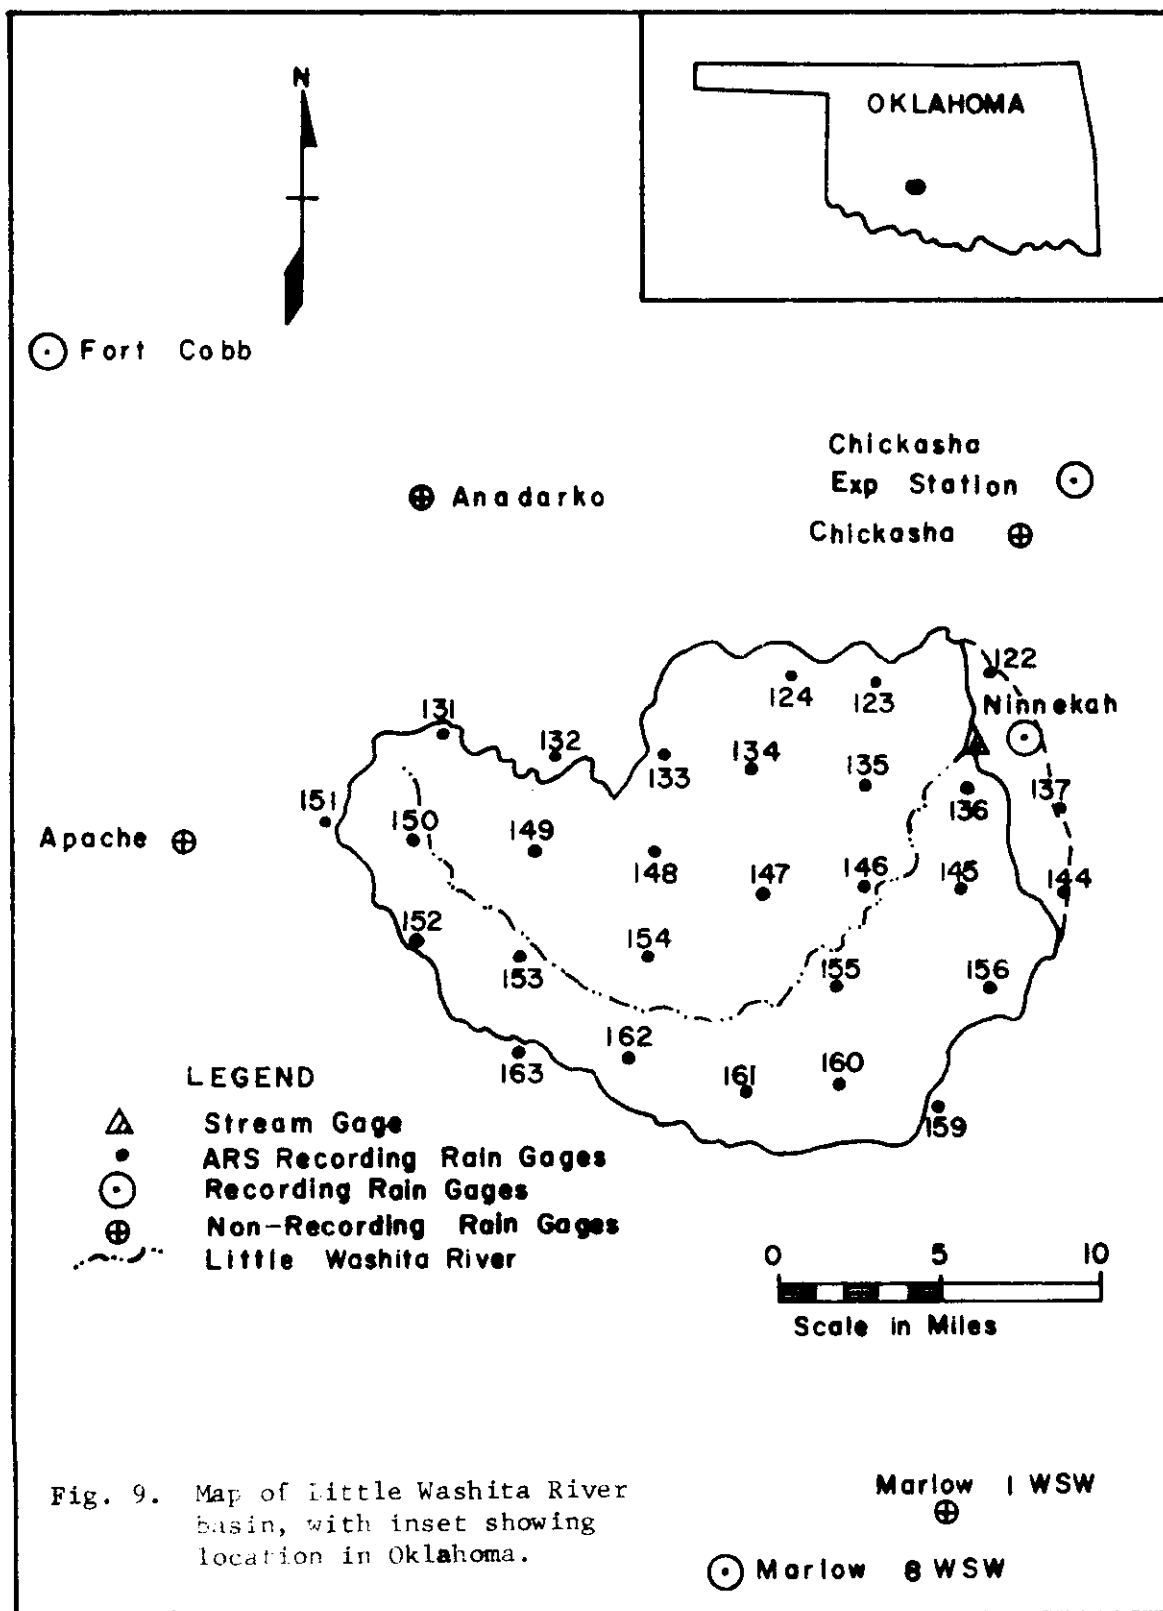 N
OKLAHOMA
Fort Cobb
Chickasha
Exp Station
Anadarko
Chickasha
122
124
123
Ninnekah
131
132
133
134
135
136
137
151
Apache
150
149
148
147
146
145
144
152
153
154
155
156
162
163
161
160
159
LEGEND
Stream Gage
ARS Recording Rain Gages
Recording Rain Gages
Non-Recording Rain Gages
Little Washita River
0 5 10
Scale in Miles
Fig. 9. Map of Little Washita River
basin, with inset showing
location in Oklahoma.
Marlow 1 WSW
Marlow 8 WSW